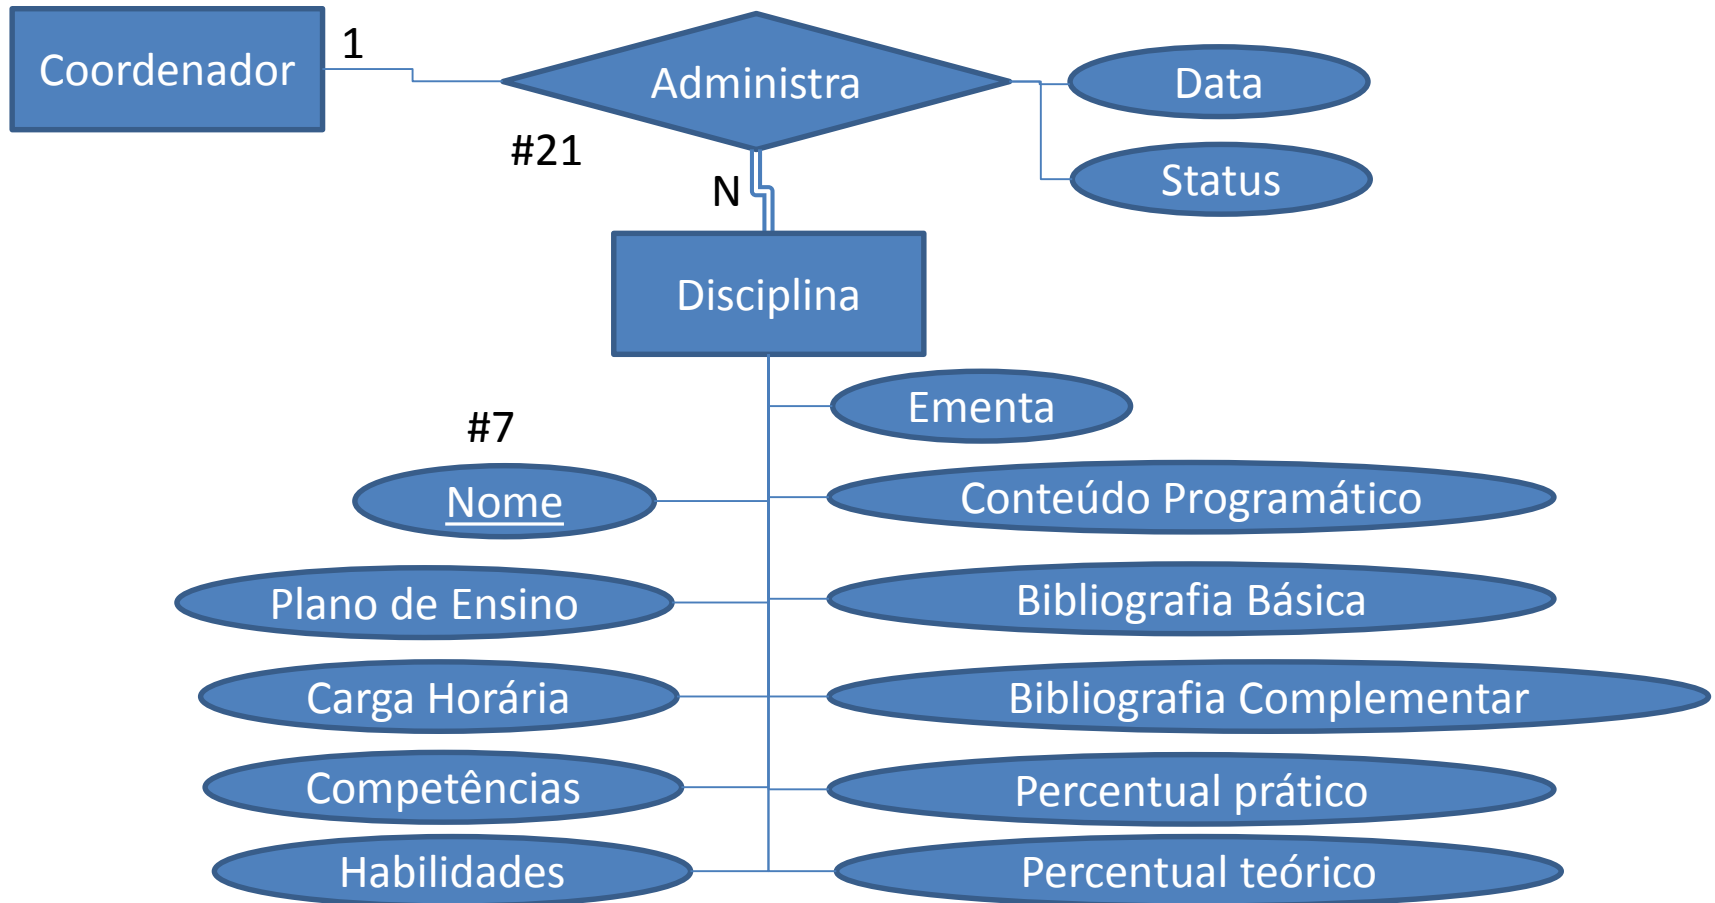 Coordenador
1
Administra
Data
#21
Status
N
Disciplina
Ementa
#7
Nome
Conteúdo Programático
Plano de Ensino
Bibliografia Básica
Carga Horária
Bibliografia Complementar
Competências
Percentual prático
Habilidades
Percentual teórico